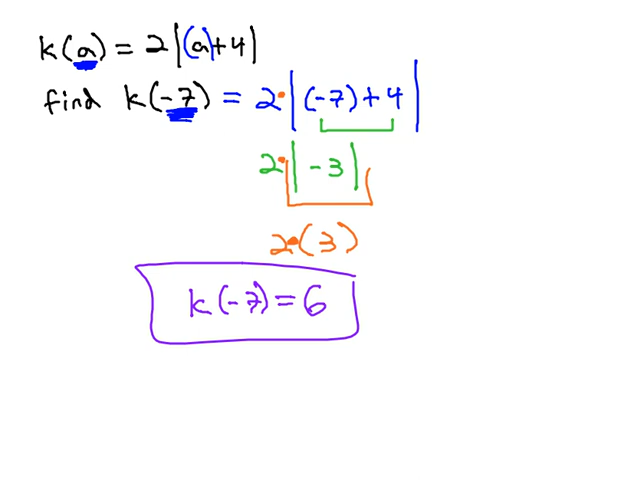 k(a) = 2|(a)+4|
find k(-7) = 2•|(-7)+4|
2•|-3|
2•(3)
k(-7)=6